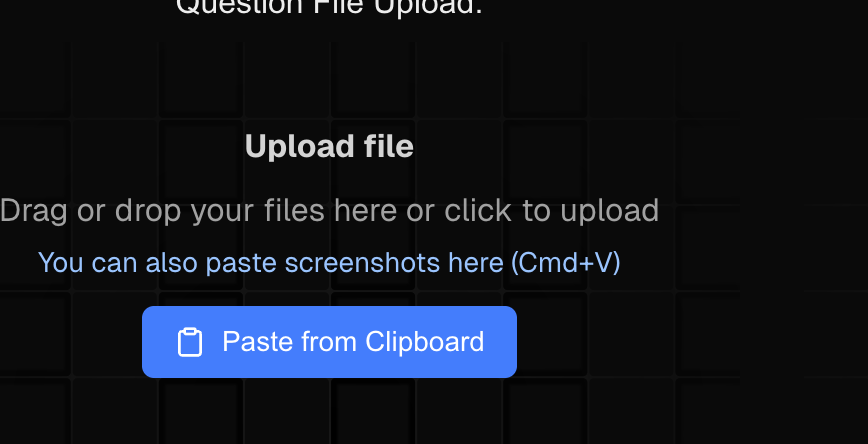 Question File Upload:
Upload file
Drag or drop your files here or click to upload
You can also paste screenshots here (Cmd+V)
Paste from Clipboard